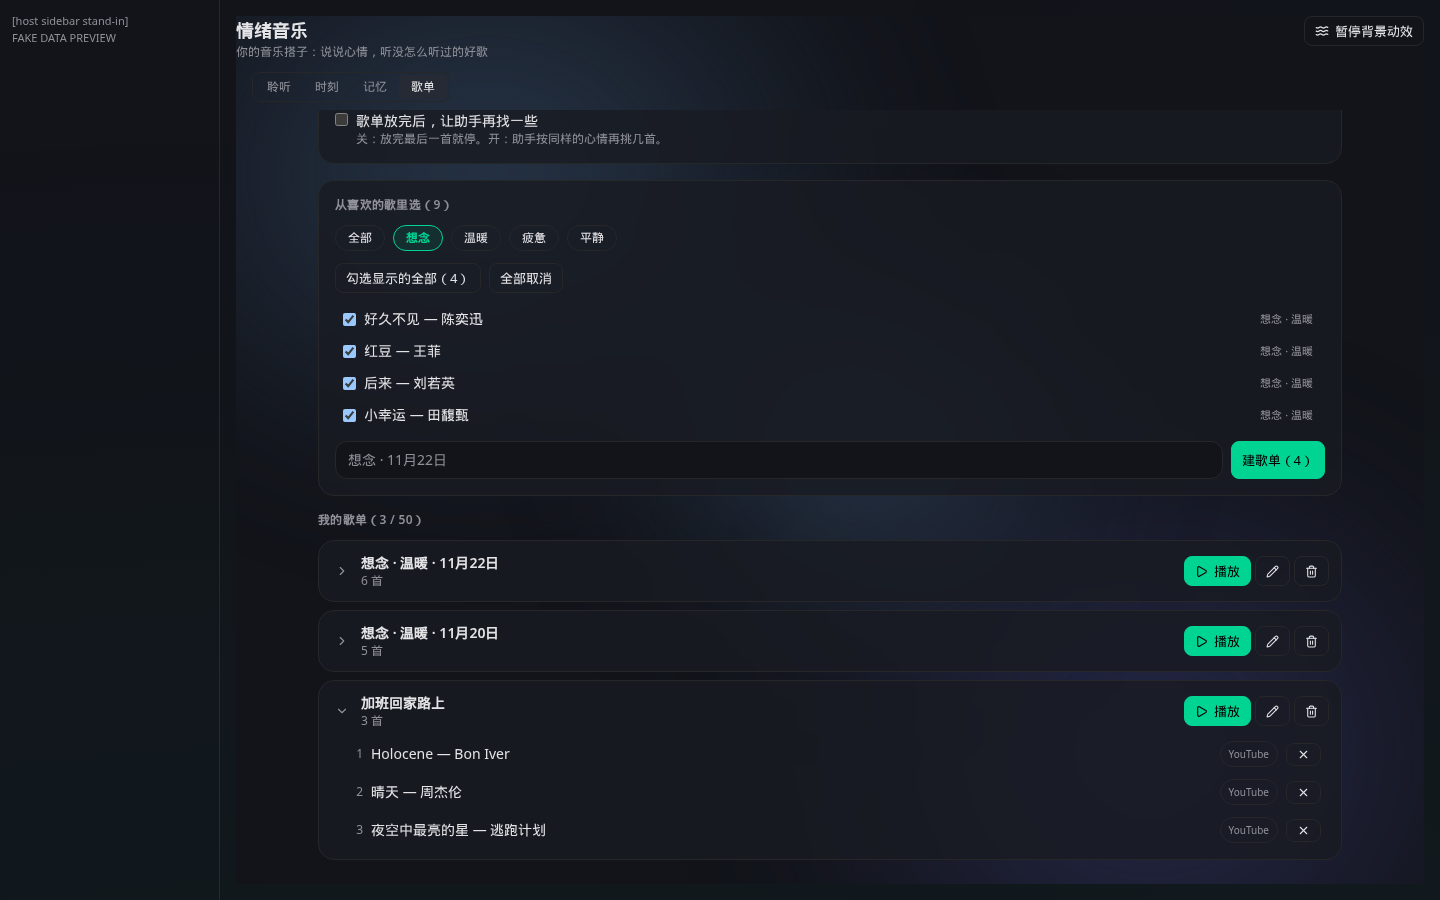 [host sidebar stand-in]
FAKE DATA PREVIEW
情绪音乐
你的音乐搭子：说说心情，听没怎么听过的好歌
暂停背景动效
聆听 时刻 记忆 歌单
歌单放完后，让助手再找一些
关：放完最后一首就停。开：助手按同样的心情再挑几首。
从喜欢的歌里选（9）
全部 想念 温暖 疲惫 平静
勾选显示的全部（4） 全部取消
好久不见 — 陈奕迅 想念 · 温暖
红豆 — 王菲 想念 · 温暖
后来 — 刘若英 想念 · 温暖
小幸运 — 田馥甄 想念 · 温暖
想念 · 11月22日 建歌单（4）
我的歌单（3 / 50）
想念 · 温暖 · 11月22日
6 首
播放
想念 · 温暖 · 11月20日
5 首
播放
加班回家路上
3 首
播放
1 Holocene — Bon Iver YouTube
2 晴天 — 周杰伦 YouTube
3 夜空中最亮的星 — 逃跑计划 YouTube